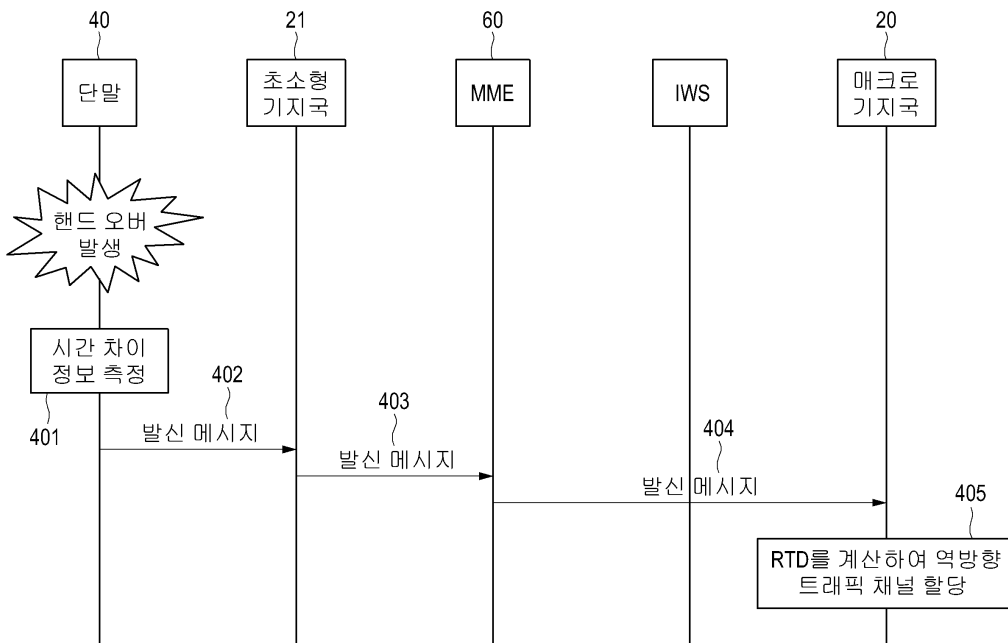 40
21
60
20
단말
초소형
기지국
MME
IWS
매크로
기지국
핸드 오버
발생
시간 차이
정보 측정
401
402
발신 메시지
403
발신 메시지
404
발신 메시지
405
RTD를 계산하여 역방향
트래픽 채널 할당